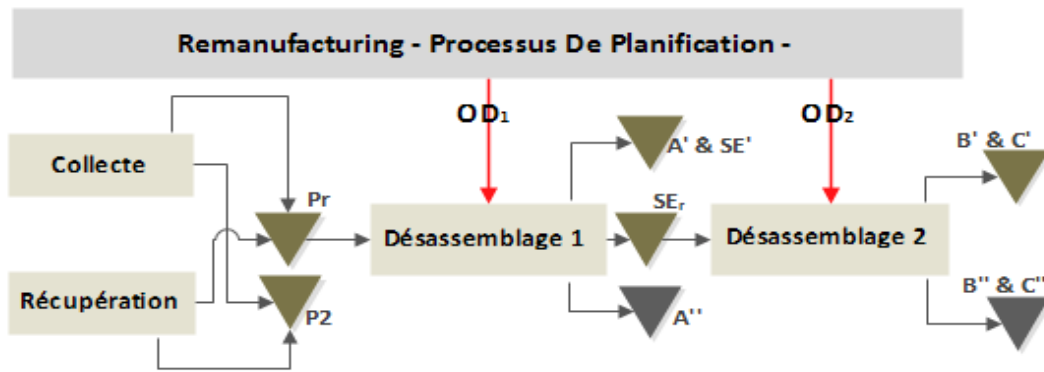 Remanufacturing - Processus De Planification -
OD₁
OD₂
Collecte
A' & SE'
B' & C'
Pr
SEᵣ
Désassemblage 1
Désassemblage 2
Récupération
P2
A''
B'' & C''